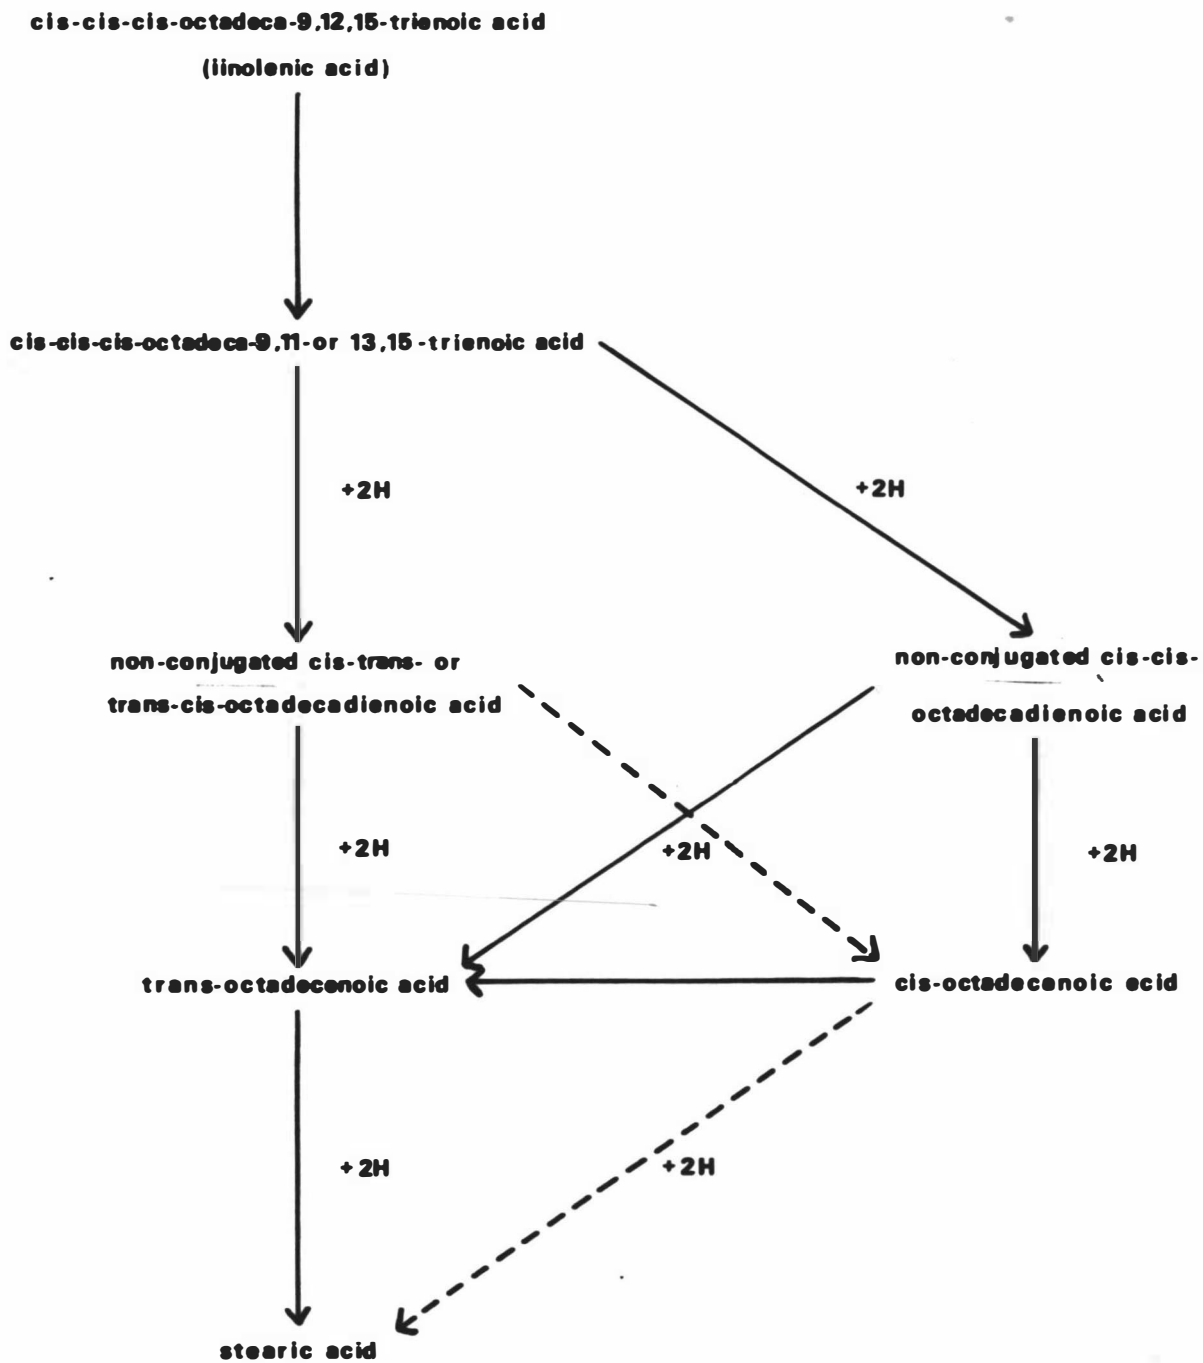 cis-cis-cis-octadeca-9,12,15-trienoic acid
(linolenic acid)
cis-cis-cis-octadeca-9,11-or 13,15-trienoic acid
+2H
+2H
non-conjugated cis-trans- or
trans-cis-octadecadienoic acid
non-conjugated cis-cis-
octadecadienoic acid
+2H
+2H
+2H
trans-octadecenoic acid
cis-octadecenoic acid
+2H
+2H
stearic acid